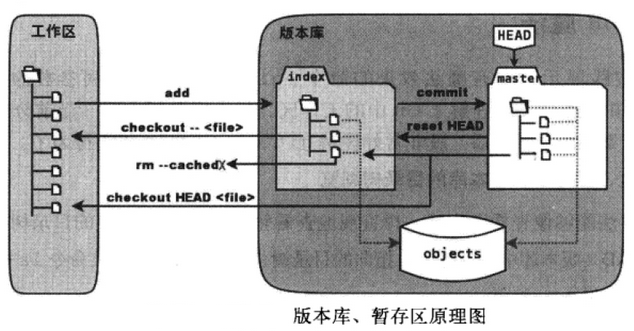 工作区
版本库
HEAD
index
master
add
commit
checkout -- <file>
reset HEAD
rm --cached
checkout HEAD <file>
objects
版本库、暂存区原理图